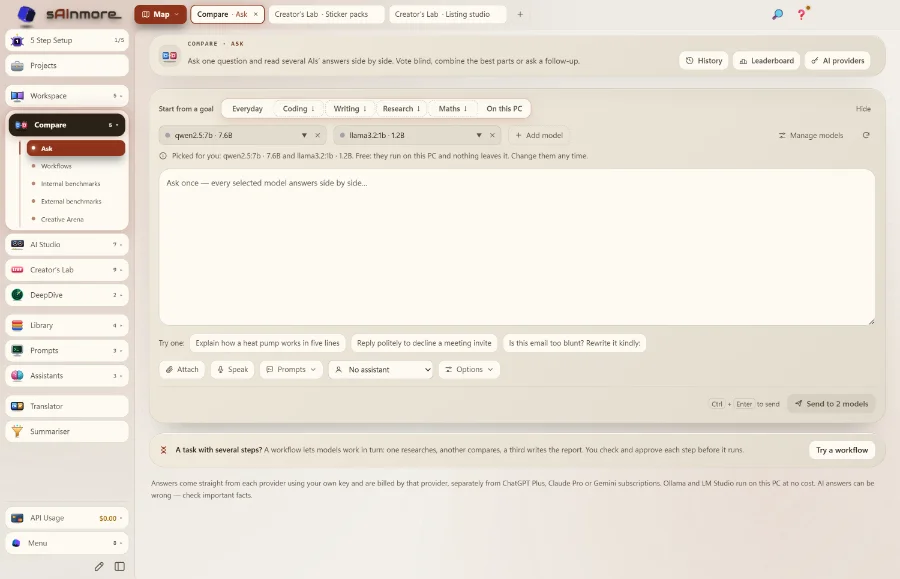 sAInmore_
Map
Compare · Ask ×
Creator's Lab · Sticker packs
Creator's Lab · Listing studio
+
5 Step Setup 1/5
Projects
Workspace
Compare 5
Ask
Workflows
Internal benchmarks
External benchmarks
Creative Arena
AI Studio
Creator's Lab 9
DeepDive 2
Library 4
Prompts 3
Assistants 3
Translator
Summariser
API Usage $0.00
Menu 8
COMPARE · ASK
Ask one question and read several AIs' answers side by side. Vote blind, combine the best parts or ask a follow-up.
History
Leaderboard
AI providers
Start from a goal
Everyday
Coding ↓
Writing ↓
Research ↓
Maths ↓
On this PC
Hide
qwen2.5:7b · 7.6B ▼ ×
llama3.2:1b · 1.2B ▼ ×
+ Add model
Manage models
Picked for you: qwen2.5:7b · 7.6B and llama3.2:1b · 1.2B. Free: they run on this PC and nothing leaves it. Change them any time.
Ask once — every selected model answers side by side...
Try one:
Explain how a heat pump works in five lines
Reply politely to decline a meeting invite
Is this email too blunt? Rewrite it kindly:
Attach
Speak
Prompts
No assistant
Options
Ctrl + Enter to send
Send to 2 models
A task with several steps? A workflow lets models work in turn: one researches, another compares, a third writes the report. You check and approve each step before it runs.
Try a workflow
Answers come straight from each provider using your own key and are billed by that provider, separately from ChatGPT Plus, Claude Pro or Gemini subscriptions. Ollama and LM Studio run on this PC at no cost. AI answers can be
wrong — check important facts.